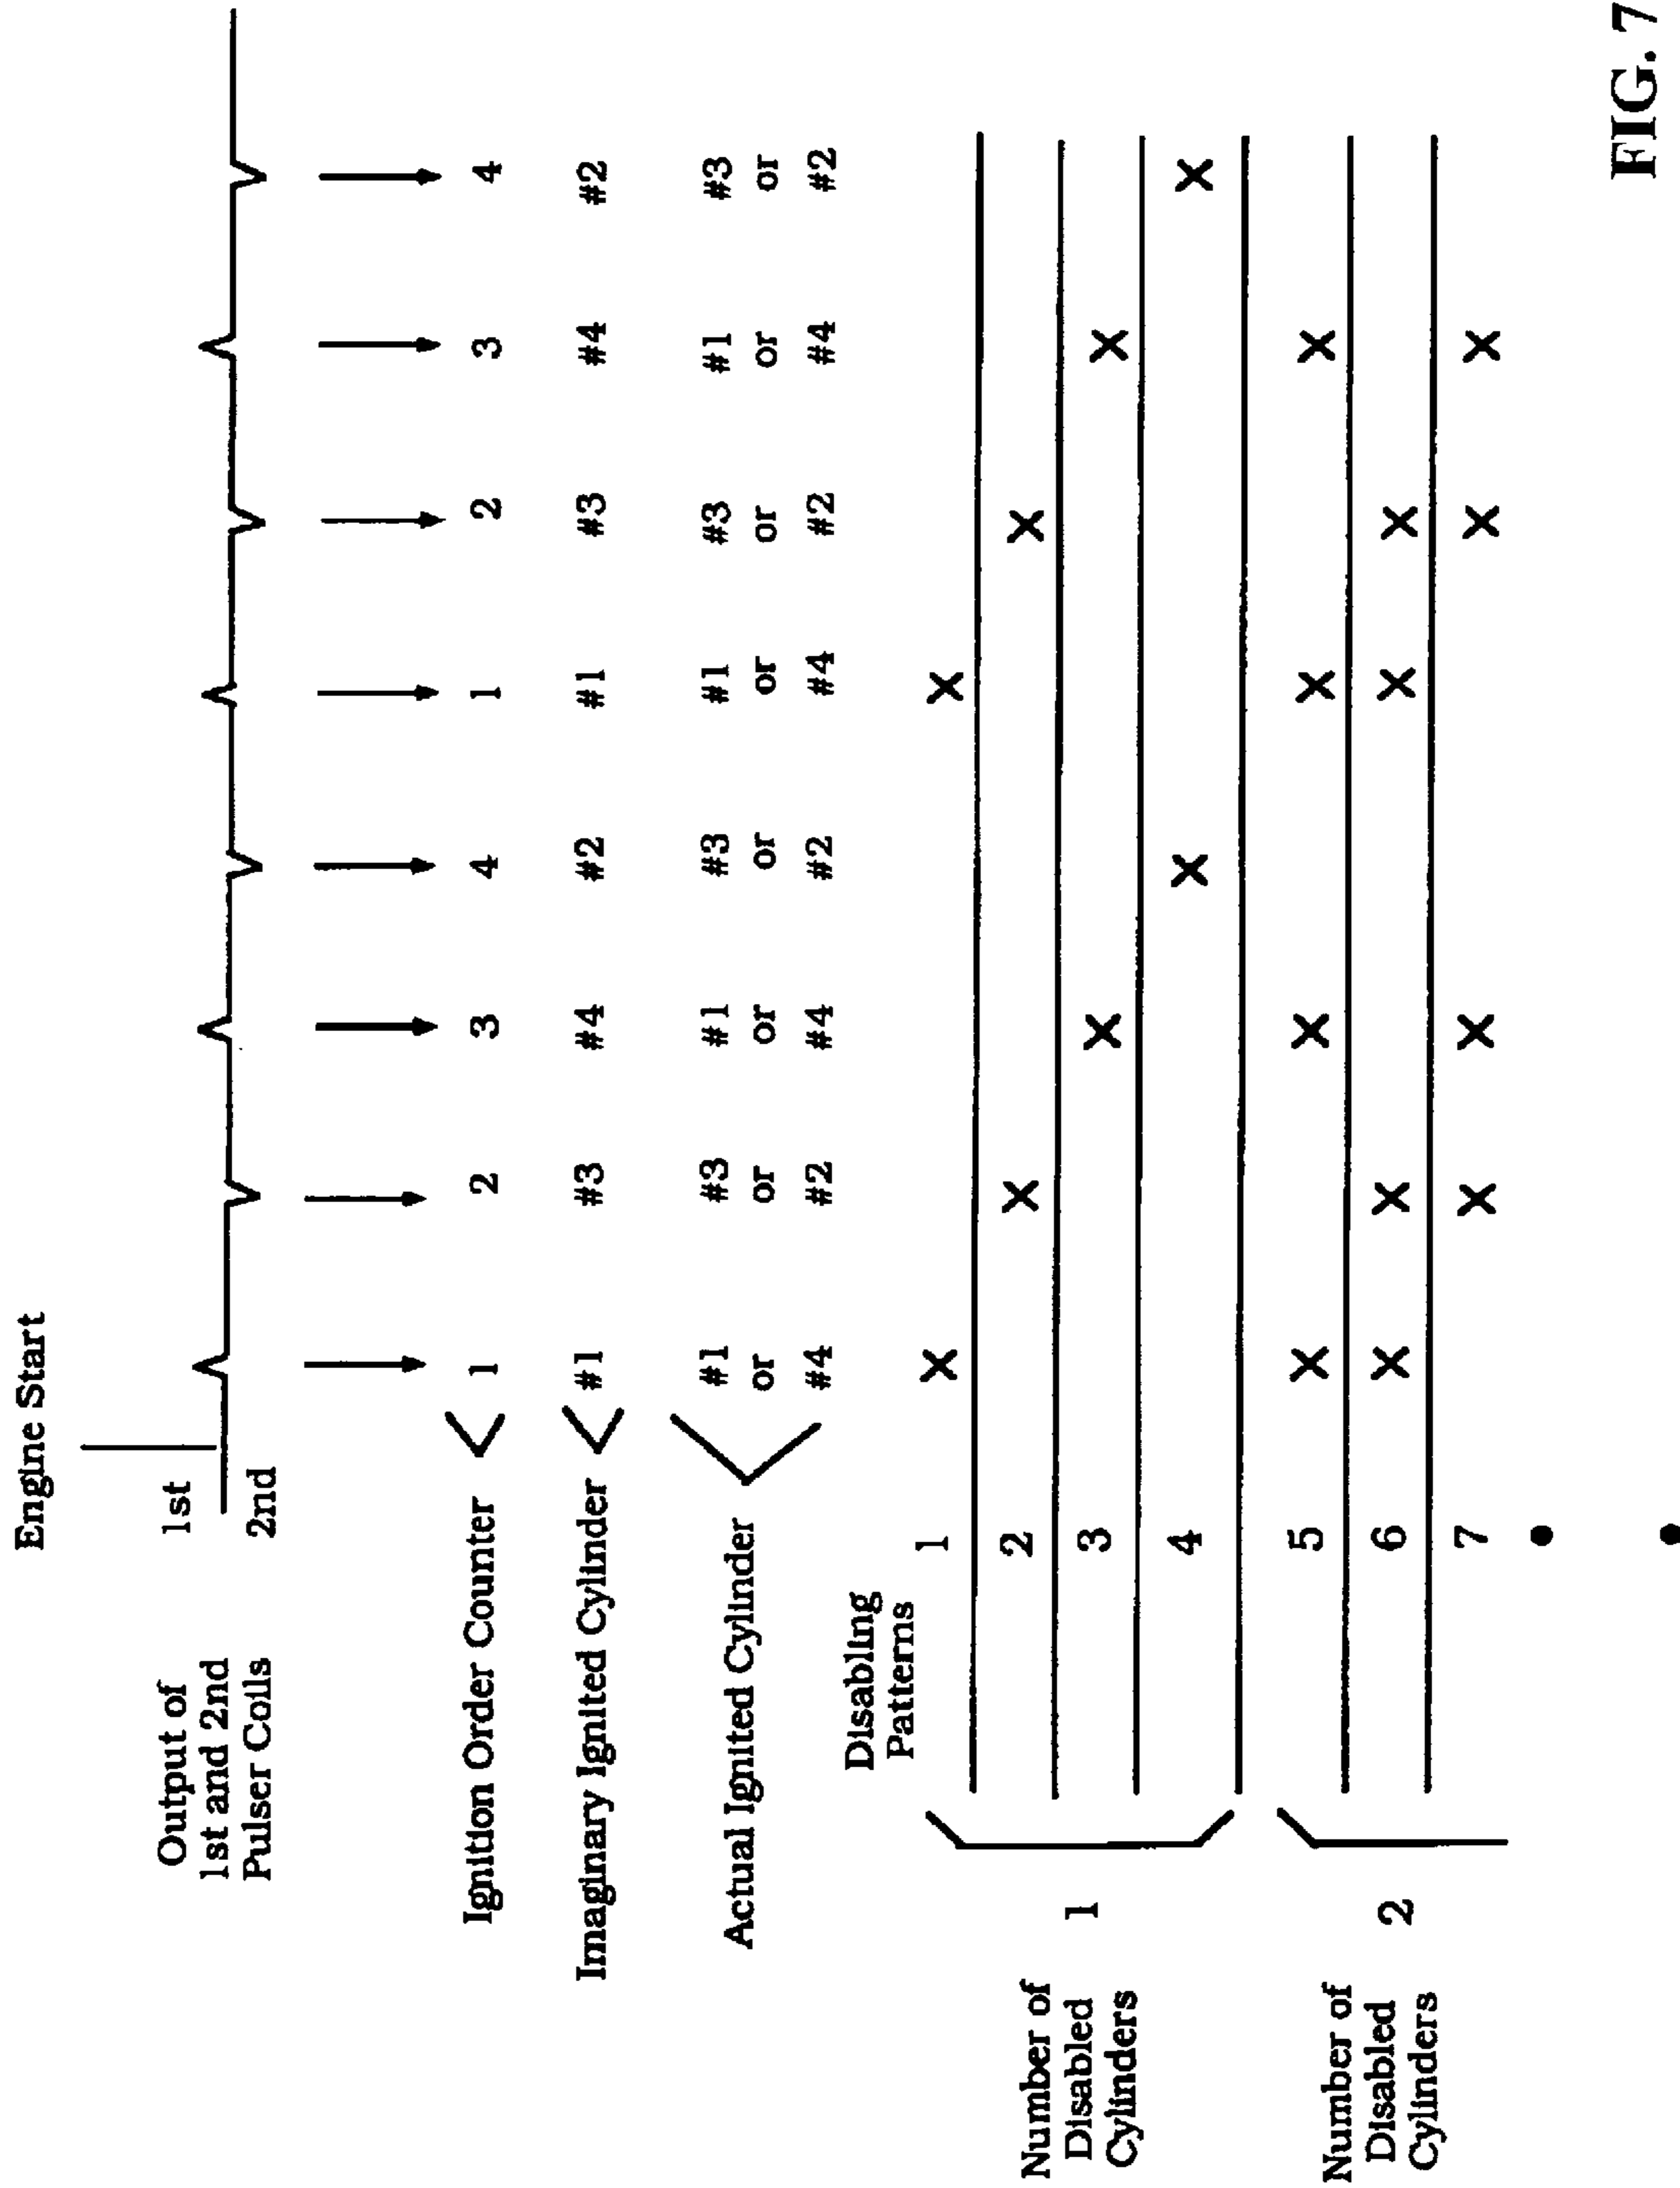 Engine Start
Output of
1st and 2nd
Pulser Coils
1st
2nd
Ignition Order Counter 1 2 3 4 1 2 3 4
Imaginary Ignited Cylinder #1 #3 #4 #2 #1 #3 #4 #2
Actual Ignited Cylinder
#1 #3 #1 #3 #1 #3 #1 #3
or or or or or or or or
#4 #2 #4 #2 #4 #2 #4 #2
Disabling
Patterns
Number of
Disabled
Cylinders
1
1 X X
2 X X
3 X X
4 X X
Number of
Disabled
Cylinders
2
5 X X X X
6 X X X X
7 X X X X
FIG. 7